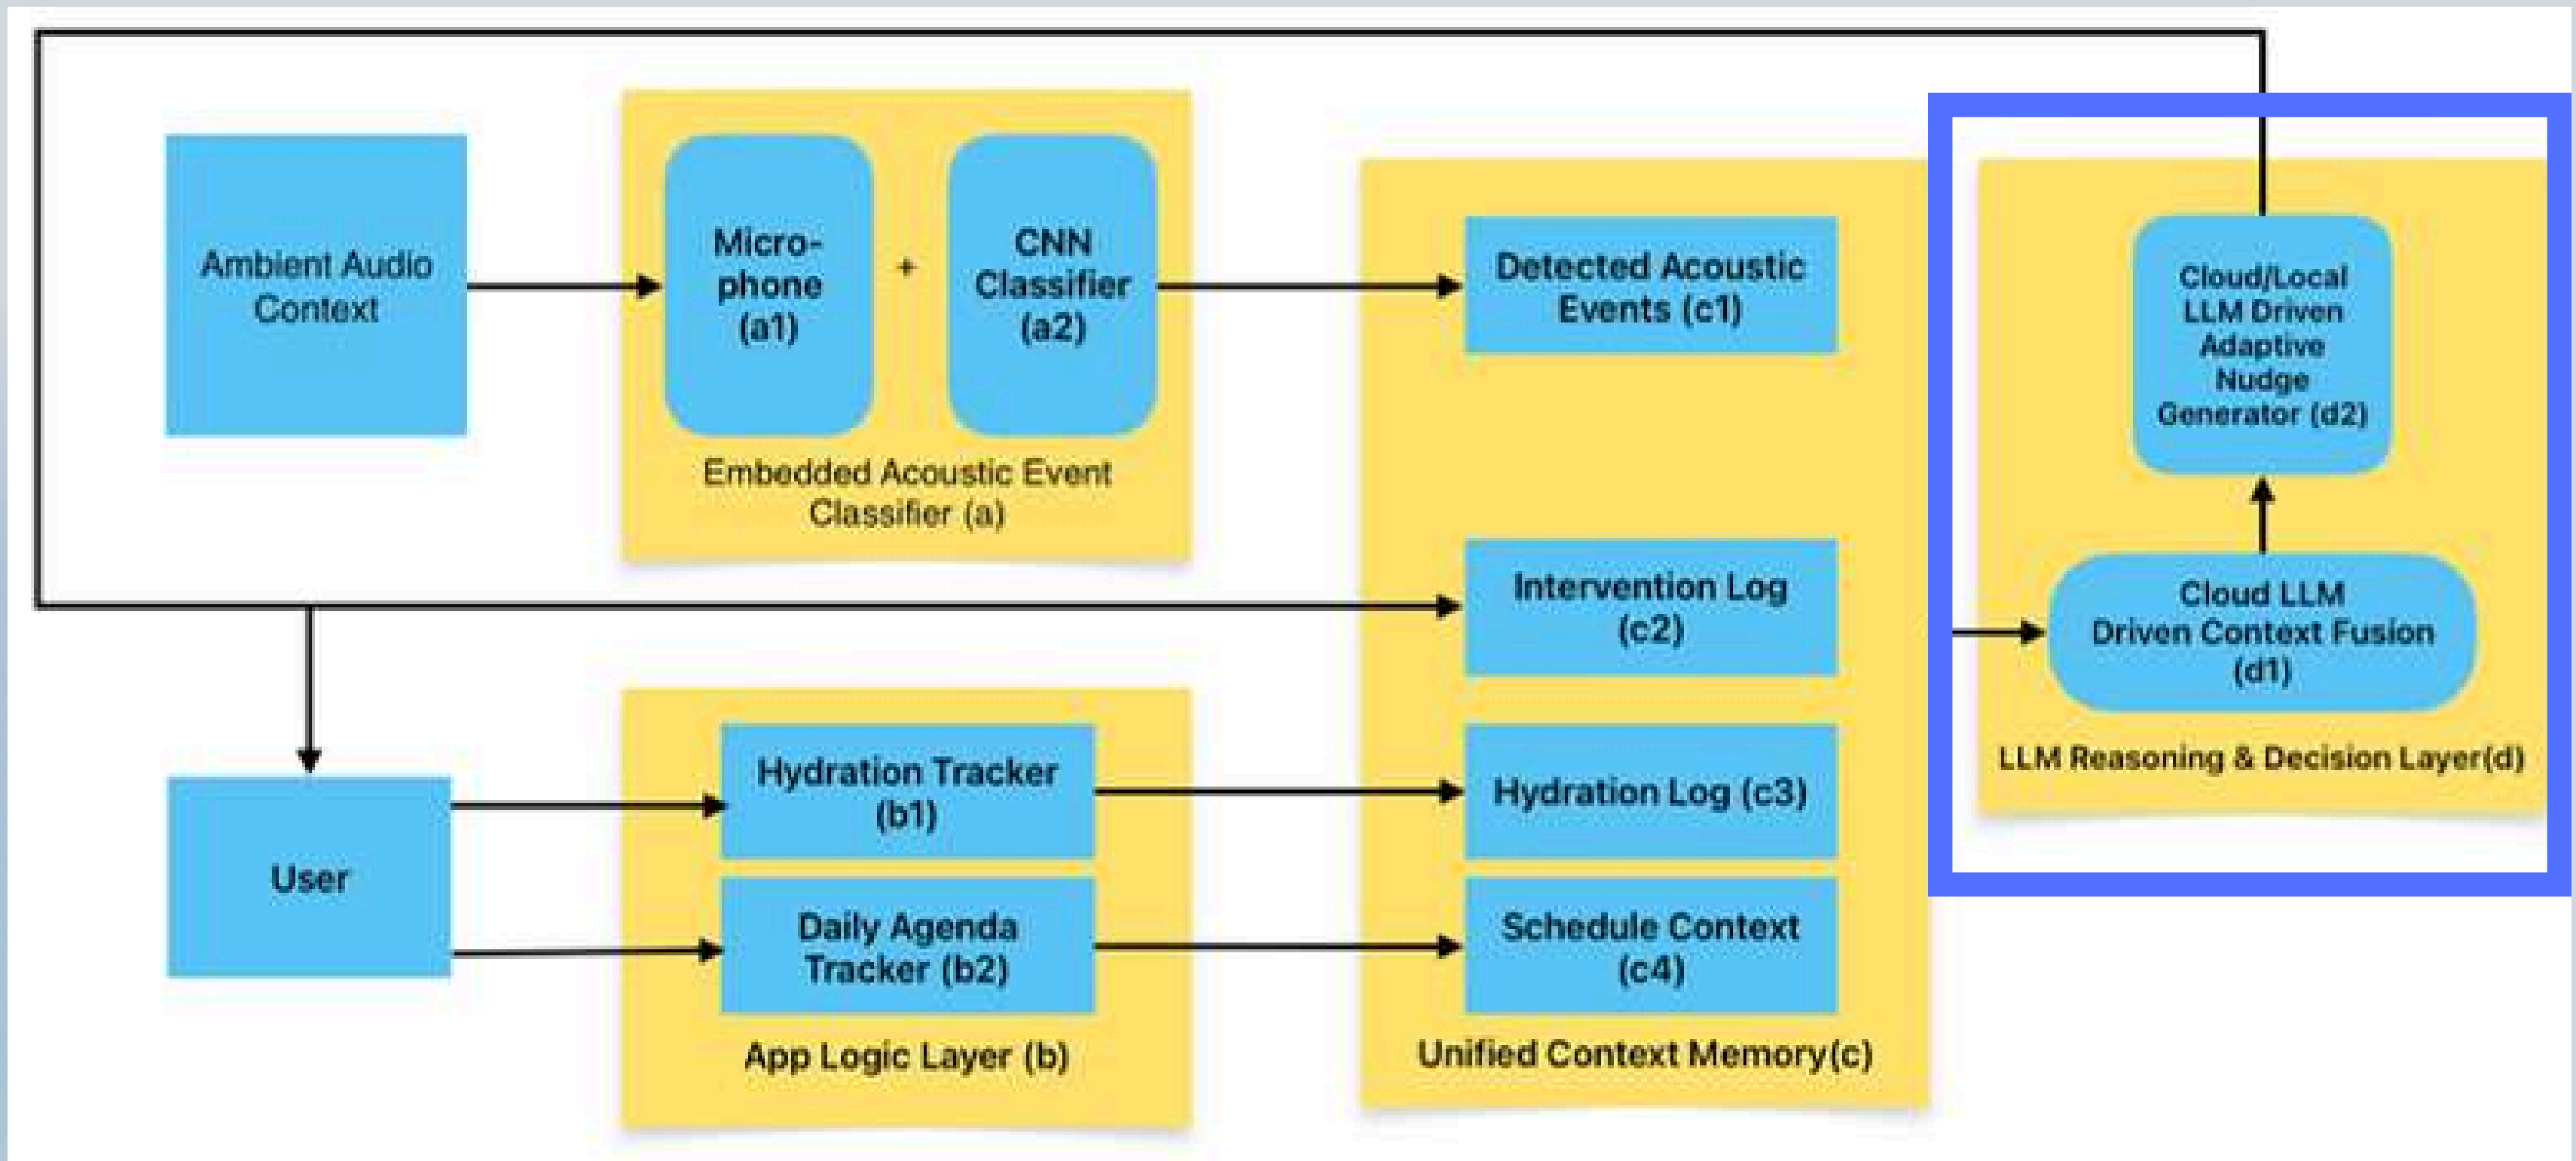 Ambient Audio
Context
Micro-
phone
(a1)
+
CNN
Classifier
(a2)
Embedded Acoustic Event
Classifier (a)
Detected Acoustic
Events (c1)
Intervention Log
(c2)
Hydration Log (c3)
Schedule Context
(c4)
Unified Context Memory(c)
Cloud/Local
LLM Driven
Adaptive
Nudge
Generator (d2)
Cloud LLM
Driven Context Fusion
(d1)
LLM Reasoning & Decision Layer(d)
User
Hydration Tracker
(b1)
Daily Agenda
Tracker (b2)
App Logic Layer (b)